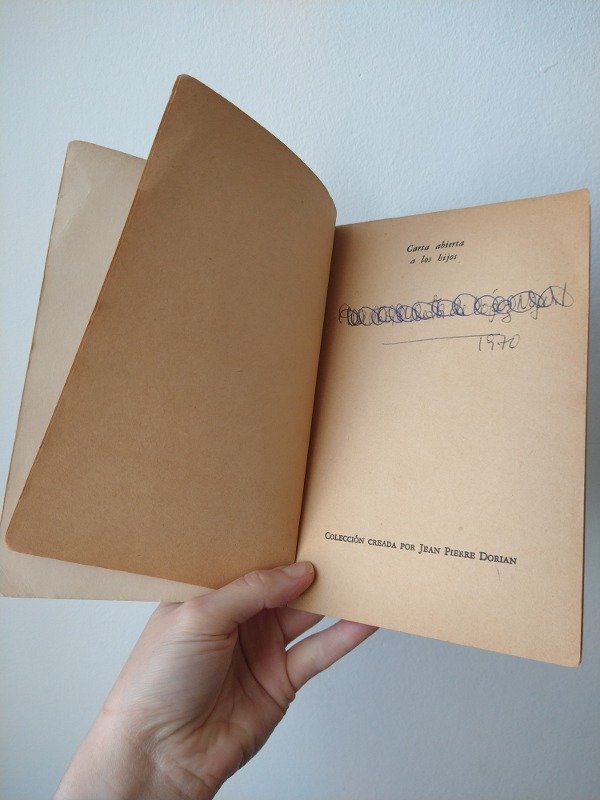 Carta abierta
a los hijos
1970
COLECCIÓN CREADA POR JEAN PIERRE DORIAN